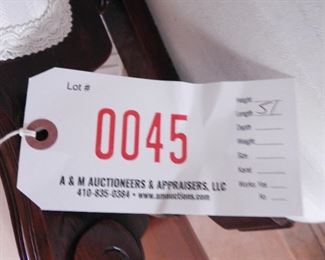 Lot #
0045
A & M AUCTIONEERS & APPRAISERS, LLC
410-835-0384 • www.amauctions.com
Height
Length 51
Depth
Weight
Size
Karat
Works: Yes
No